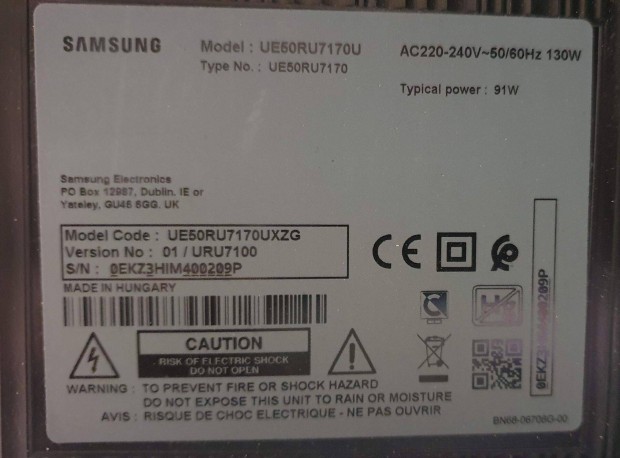 SAMSUNG
Model : UE50RU7170U
Type No. : UE50RU7170
AC220-240V~50/60Hz 130W
Typical power : 91W
Samsung Electronics
PO Box 12987, Dublin. IE or
Yateley, GU46 6GG. UK
Model Code : UE50RU7170UXZG
Version No : 01 / URU7100
S/N : 0EKZ3HIM400209P
MADE IN HUNGARY
CE
0EKZ3HIM400209P
CAUTION
RISK OF ELECTRIC SHOCK
DO NOT OPEN
WARNING : TO PREVENT FIRE OR SHOCK HAZARD
DO NOT EXPOSE THIS UNIT TO RAIN OR MOISTURE
AVIS : RISQUE DE CHOC ELECTRIQUE - NE PAS OUVRIR